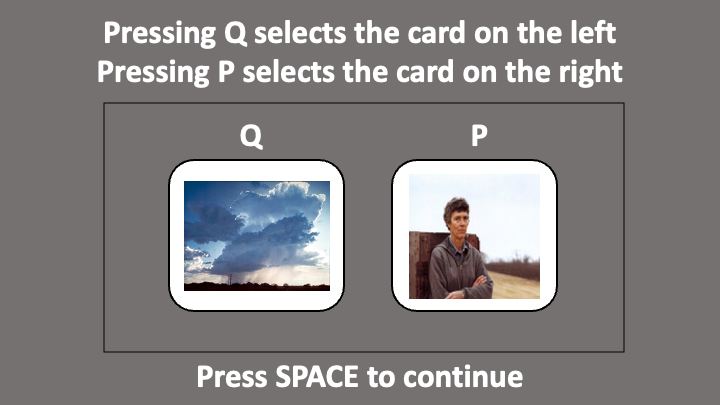 Pressing Q selects the card on the left
Pressing P selects the card on the right
Q P
Press SPACE to continue